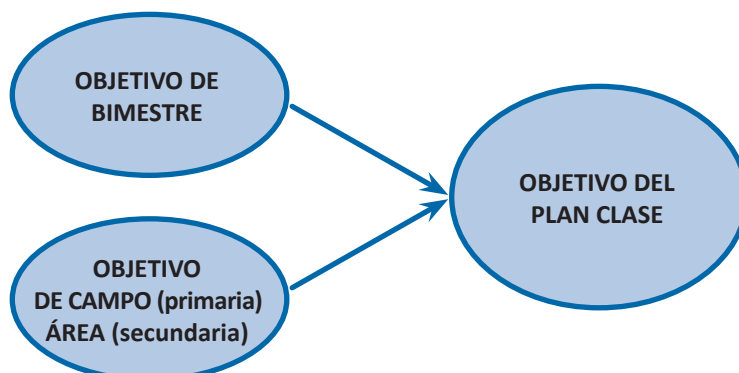 OBJETIVO DE
BIMESTRE
OBJETIVO
DE CAMPO (primaria)
ÁREA (secundaria)
OBJETIVO DEL
PLAN CLASE